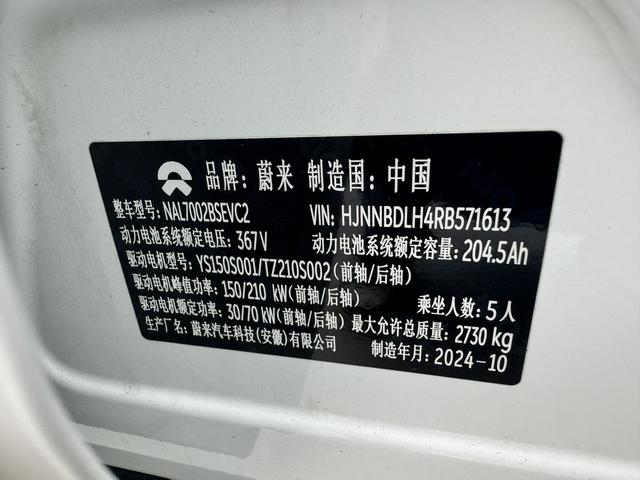 品牌: 蔚来 制造国: 中国
整车型号: NAL7002BSEVC2 VIN: HJNNBDLH4RB571613
动力电池系统额定电压: 367V 动力电池系统额定容量: 204.5Ah
驱动电机型号: YS150S001/TZ210S002(前轴/后轴)
驱动电机峰值功率: 150/210 kW(前轴/后轴) 乘坐人数: 5人
驱动电机额定功率: 30/70 kW(前轴/后轴) 最大允许总质量: 2730 kg
生产厂名: 蔚来汽车科技(安徽)有限公司 制造年月: 2024-10